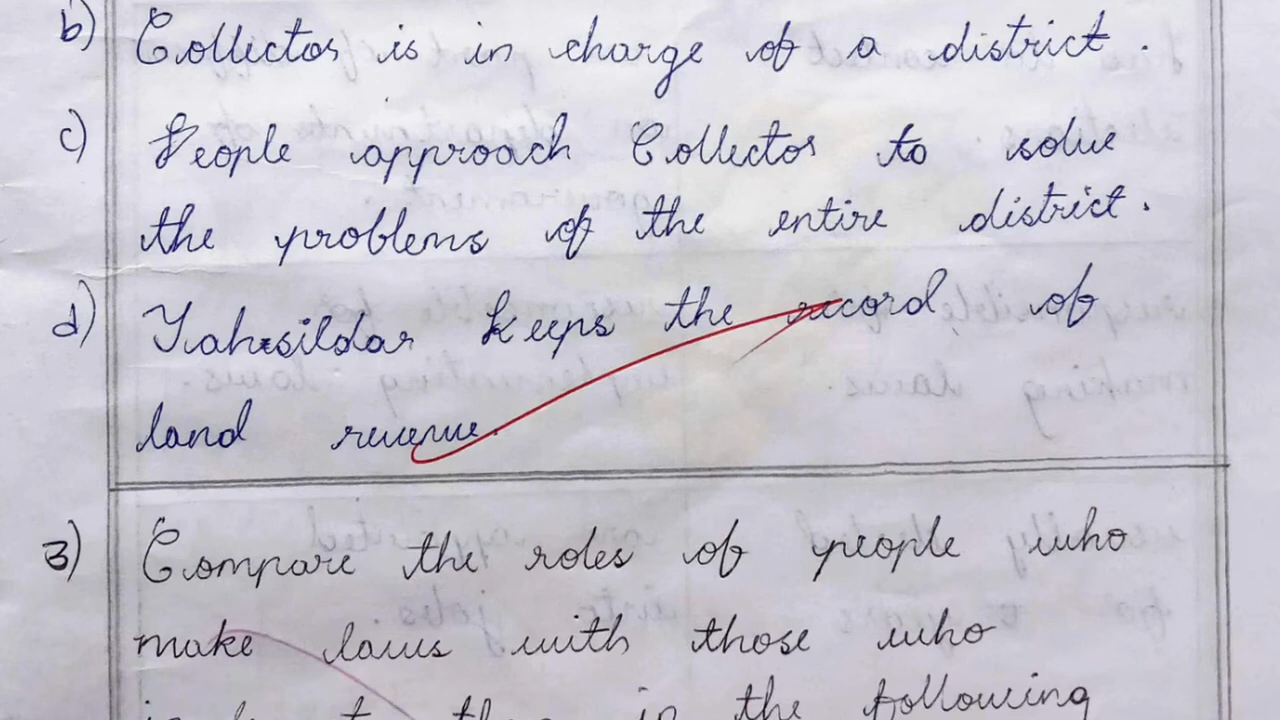 b) Collector is in charge of a district.
c) People approach Collector to solve
the problems of the entire district.
d) Tahsildar keeps the record of
land revenue.
3) Compare the roles of people who
make laws with those who
in the following